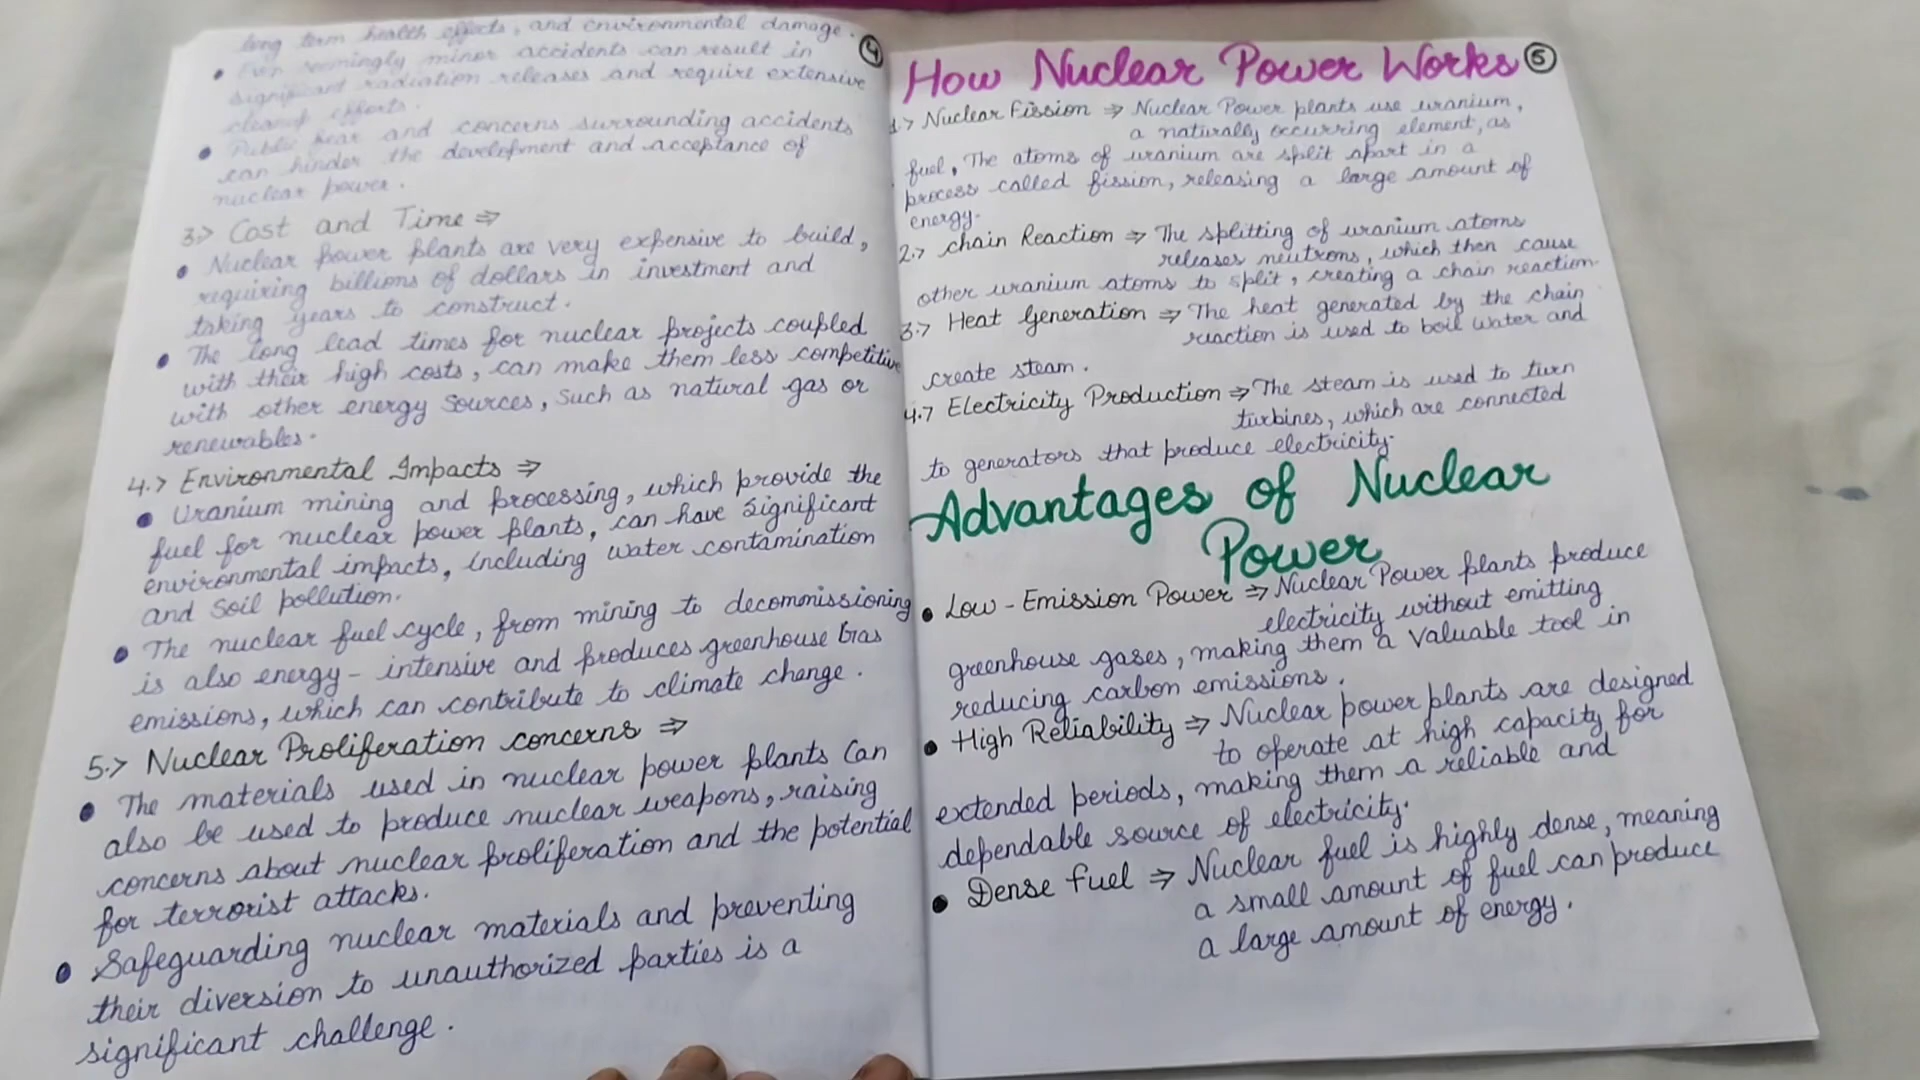 long term health effects, and environmental damage.
4
• Even seemingly minor accidents can result in
significant radiation releases and require extensive
cleanup efforts.
• Public fear and concerns surrounding accidents
can hinder the development and acceptance of
nuclear power.
3.> Cost and Time ⇒
• Nuclear power plants are very expensive to build,
requiring billions of dollars in investment and
taking years to construct.
• The long lead times for nuclear projects coupled
with their high costs, can make them less competitive
with other energy sources, such as natural gas or
renewables.
4.> Environmental Impacts ⇒
• Uranium mining and processing, which provide the
fuel for nuclear power plants, can have significant
environmental impacts, including water contamination
and soil pollution.
• The nuclear fuel cycle, from mining to decommissioning
is also energy-intensive and produces greenhouse Gas
emissions, which can contribute to climate change.
5.> Nuclear Proliferation concerns ⇒
• The materials used in nuclear power plants can
also be used to produce nuclear weapons, raising
concerns about nuclear proliferation and the potential
for terrorist attacks.
• Safeguarding nuclear materials and preventing
their diversion to unauthorized parties is a
significant challenge.
How Nuclear Power Works 5
1.> Nuclear Fission ⇒ Nuclear Power plants use uranium,
a naturally occurring element, as
fuel, The atoms of uranium are split apart in a
process called fission, releasing a large amount of
energy.
2.> chain Reaction ⇒ The splitting of uranium atoms
releases neutrons, which then cause
other uranium atoms to split, creating a chain reaction.
3.> Heat Generation ⇒ The heat generated by the chain
reaction is used to boil water and
create steam.
4.> Electricity Production ⇒ The steam is used to turn
turbines, which are connected
to generators that produce electricity.
Advantages of Nuclear
Power
• Low-Emission Power ⇒ Nuclear Power plants produce
electricity without emitting
greenhouse gases, making them a valuable tool in
reducing carbon emissions.
• High Reliability ⇒ Nuclear power plants are designed
to operate at high capacity for
extended periods, making them a reliable and
dependable source of electricity.
• Dense fuel ⇒ Nuclear fuel is highly dense, meaning
a small amount of fuel can produce
a large amount of energy.